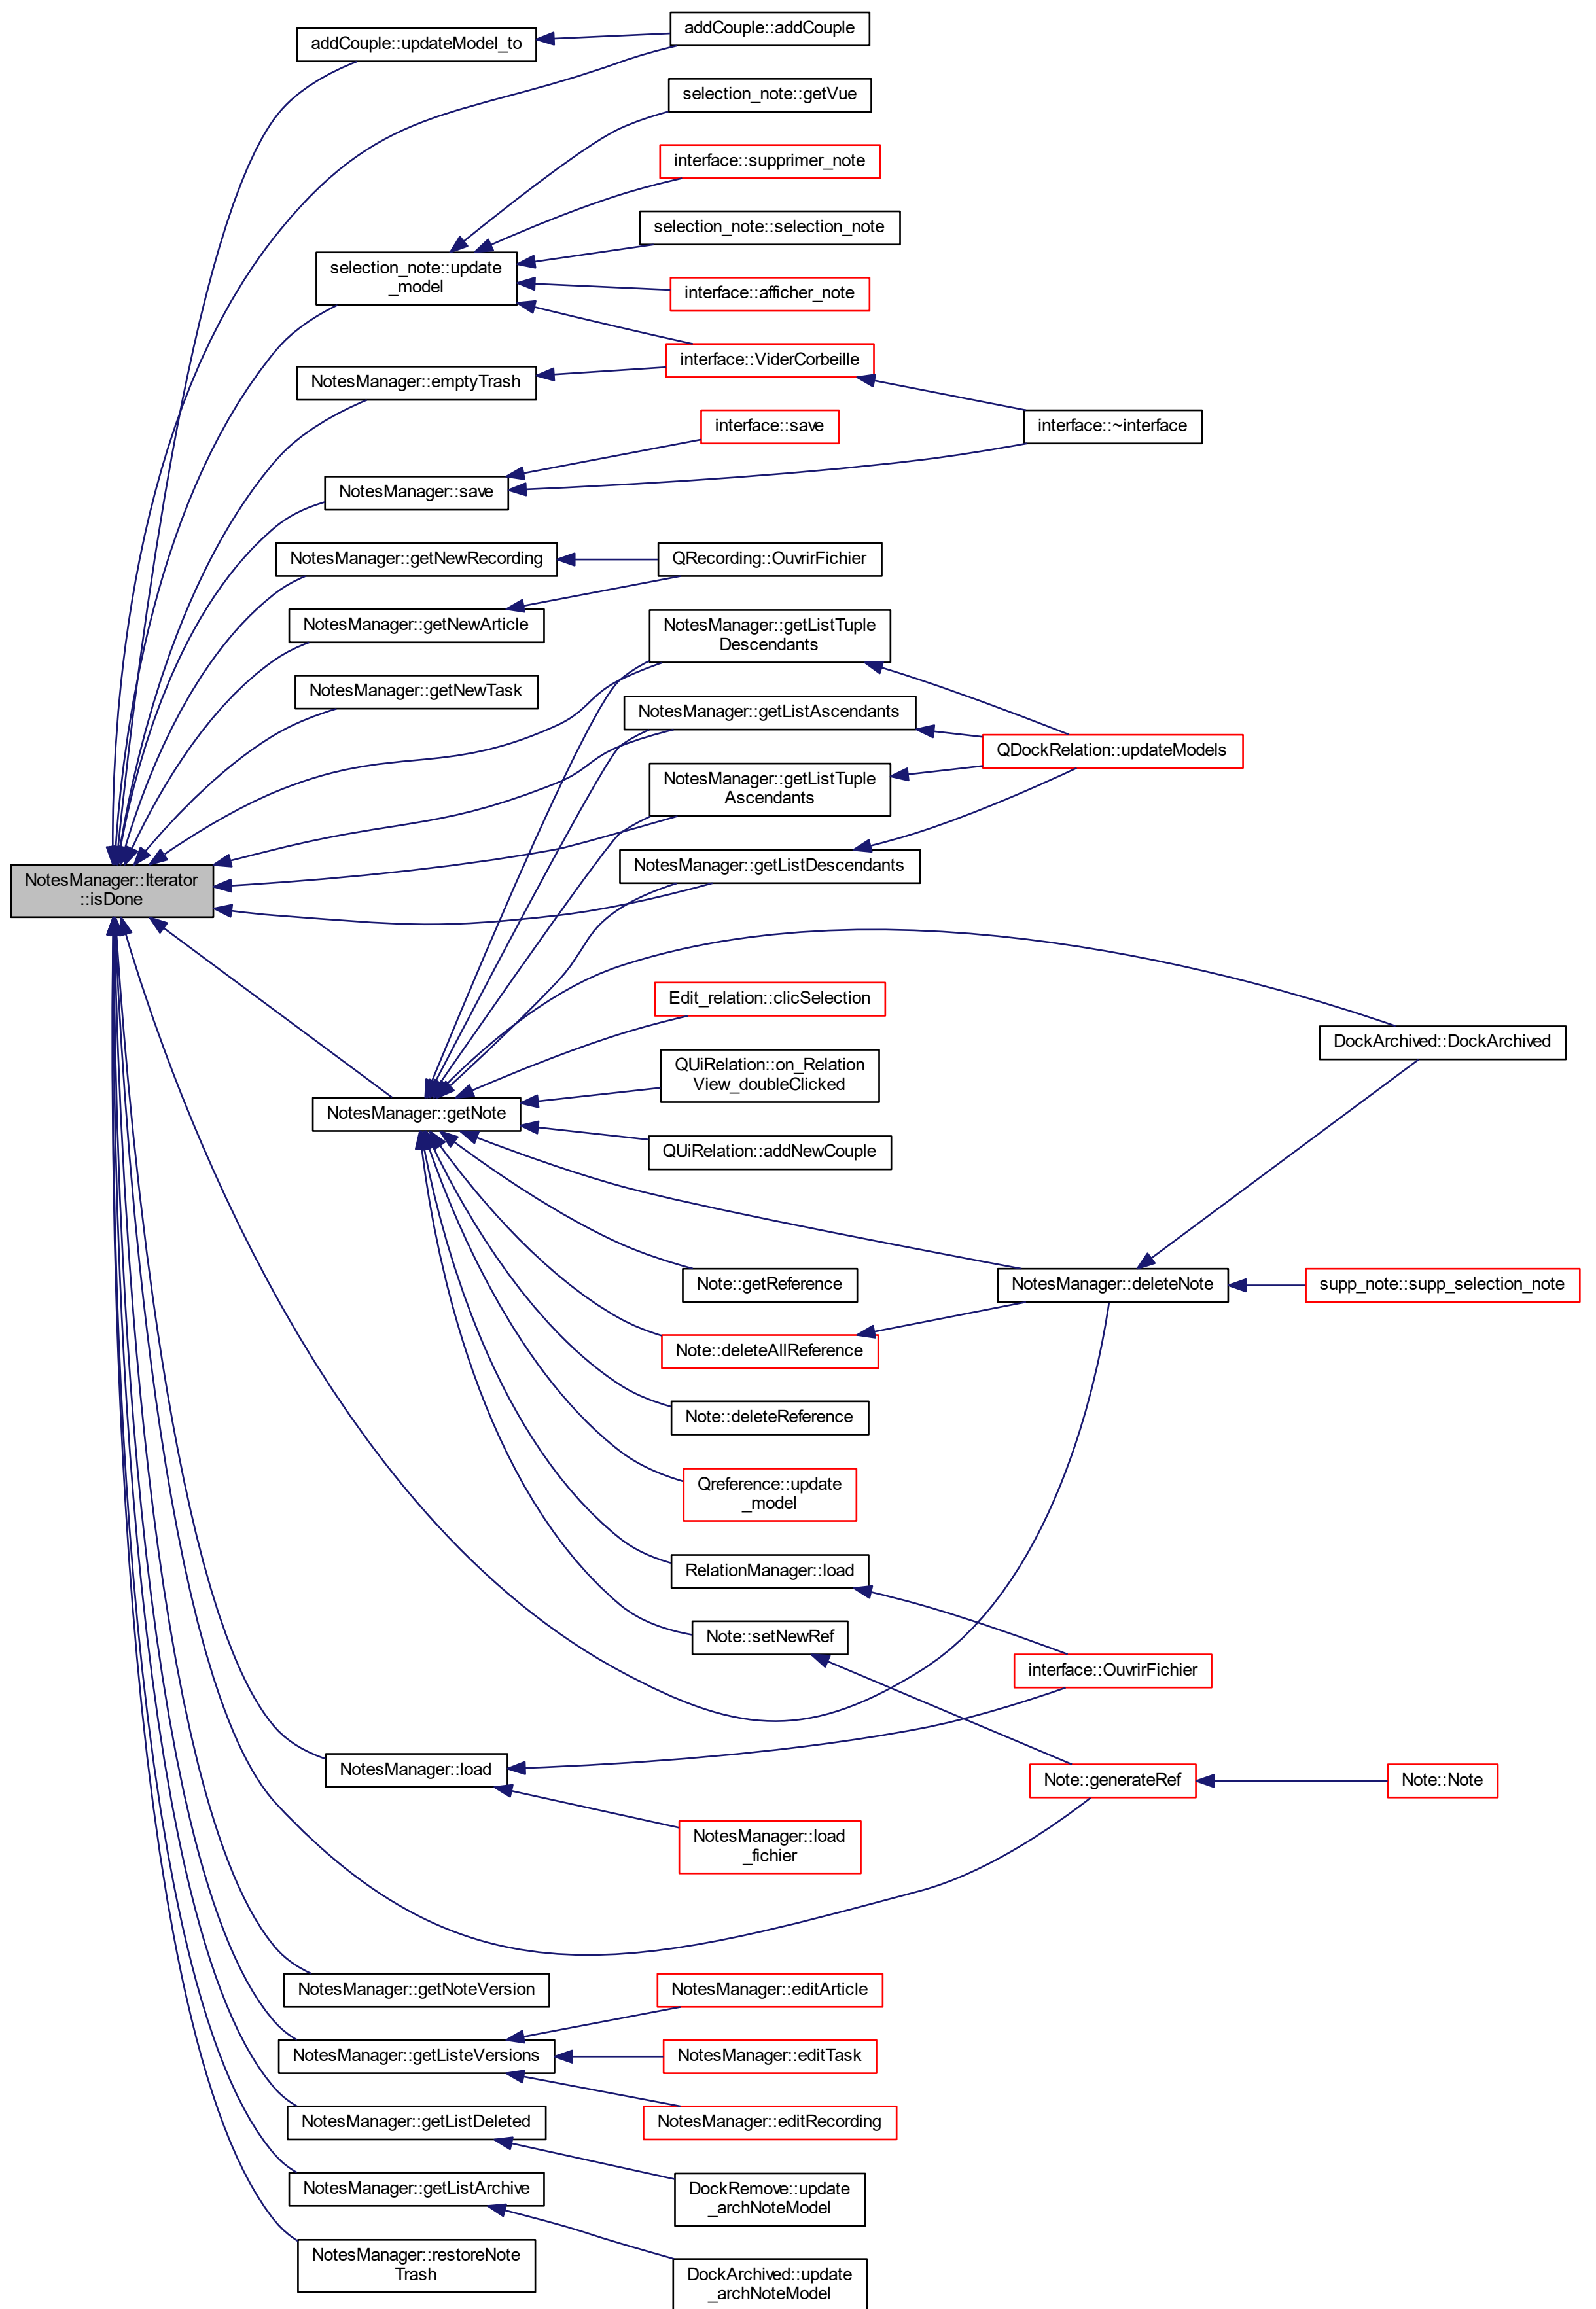 addCouple::updateModel_to
addCouple::addCouple
selection_note::getVue
interface::supprimer_note
selection_note::selection_note
selection_note::update
_model
interface::afficher_note
interface::ViderCorbeille
NotesManager::emptyTrash
interface::save
interface::~interface
NotesManager::save
NotesManager::getNewRecording
QRecording::OuvrirFichier
NotesManager::getNewArticle
NotesManager::getListTuple
Descendants
NotesManager::getNewTask
NotesManager::getListAscendants
QDockRelation::updateModels
NotesManager::getListTuple
Ascendants
NotesManager::getListDescendants
NotesManager::Iterator
::isDone
Edit_relation::clicSelection
DockArchived::DockArchived
QUiRelation::on_Relation
View_doubleClicked
NotesManager::getNote
QUiRelation::addNewCouple
Note::getReference
NotesManager::deleteNote
supp_note::supp_selection_note
Note::deleteAllReference
Note::deleteReference
Qreference::update
_model
RelationManager::load
Note::setNewRef
interface::OuvrirFichier
NotesManager::load
Note::generateRef
Note::Note
NotesManager::load
_fichier
NotesManager::getNoteVersion
NotesManager::editArticle
NotesManager::getListeVersions
NotesManager::editTask
NotesManager::getListDeleted
NotesManager::editRecording
NotesManager::getListArchive
DockRemove::update
_archNoteModel
NotesManager::restoreNote
Trash
DockArchived::update
_archNoteModel